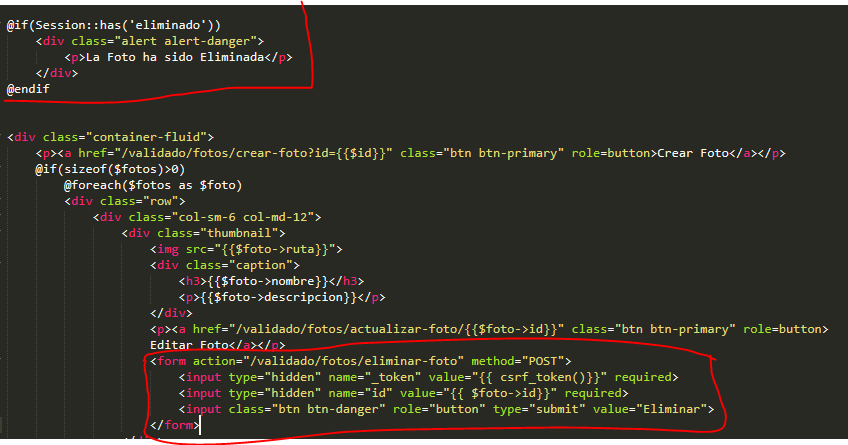 @if(Session::has('eliminado'))
<div class="alert alert-danger">
<p>La Foto ha sido Eliminada</p>
</div>
@endif
<div class="container-fluid">
<p><a href="/validado/fotos/crear-foto?id={{$id}}" class="btn btn-primary" role=button>Crear Foto</a></p>
@if(sizeof($fotos)>0)
@foreach($fotos as $foto)
<div class="row">
<div class="col-sm-6 col-md-12">
<div class="thumbnail">
<img src="{{$foto->ruta}}">
<div class="caption">
<h3>{{$foto->nombre}}</h3>
<p>{{$foto->descripcion}}</p>
</div>
<p><a href="/validado/fotos/actualizar-foto/{{$foto->id}}" class="btn btn-primary" role=button>
Editar Foto</a></p>
<form action="/validado/fotos/eliminar-foto" method="POST">
<input type="hidden" name="_token" value="{{ csrf_token()}}" required>
<input type="hidden" name="id" value="{{ $foto->id}}" required>
<input class="btn btn-danger" role="button" type="submit" value="Eliminar">
</form>